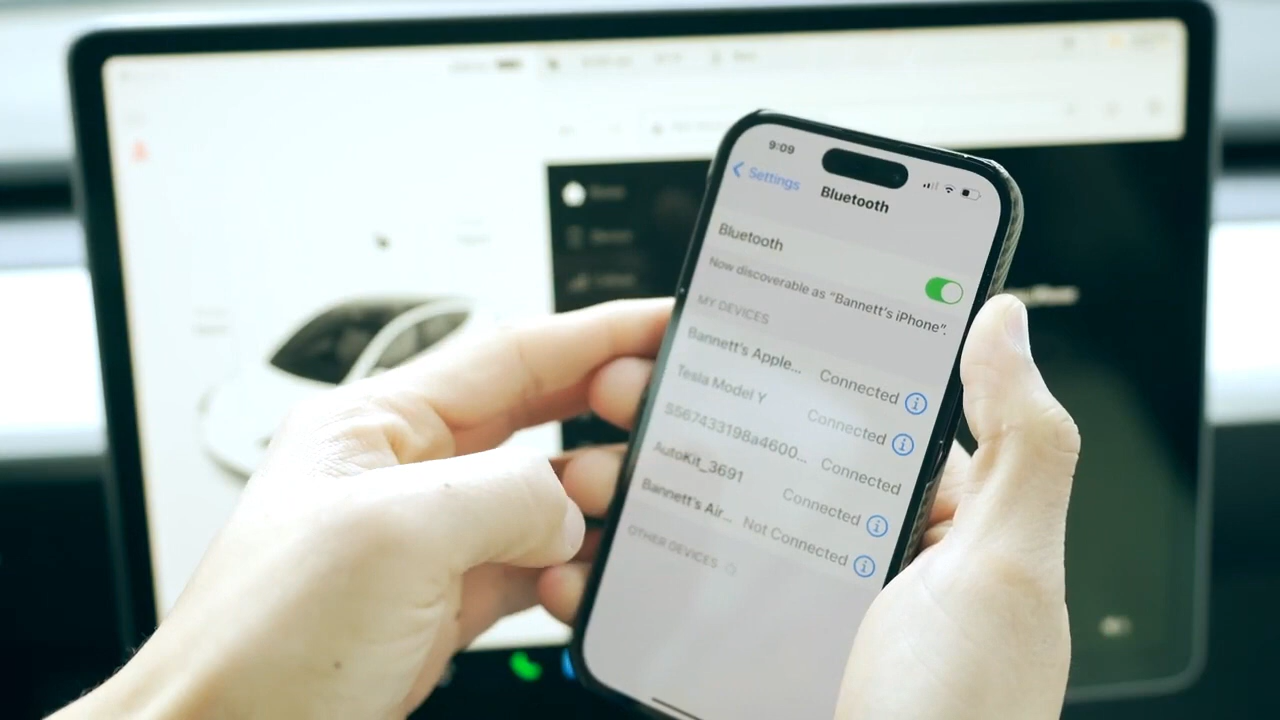 9:09
Settings
Bluetooth
Bluetooth
Now discoverable as “Bannett’s iPhone”.
MY DEVICES
Bannett’s Apple... Connected
Tesla Model Y Connected
S567433198a4600... Connected
AutoKit_3691 Connected
Bannett’s Air... Not Connected
OTHER DEVICES